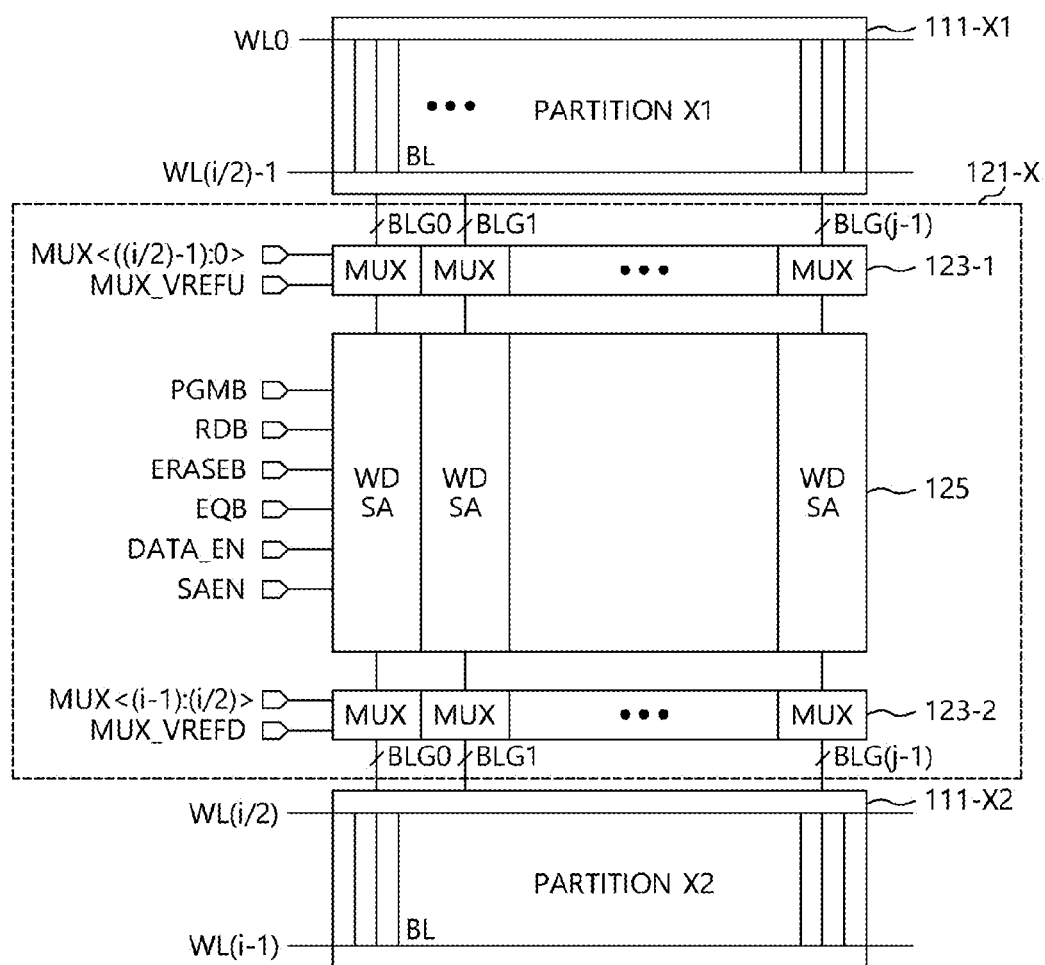 WL0
111-X1
••• PARTITION X1
BL
WL(i/2)-1
121-X
BLG0 BLG1 BLG(j-1)
MUX<((i/2)-1):0>
MUX_VREFU
MUX MUX ••• MUX
123-1
PGMB
RDB
ERASEB
EQB
DATA_EN
SAEN
WD
SA
WD
SA
WD
SA
125
MUX<(i-1):(i/2)>
MUX_VREFD
MUX MUX ••• MUX
123-2
BLG0 BLG1 BLG(j-1)
111-X2
WL(i/2)
PARTITION X2
BL
WL(i-1)